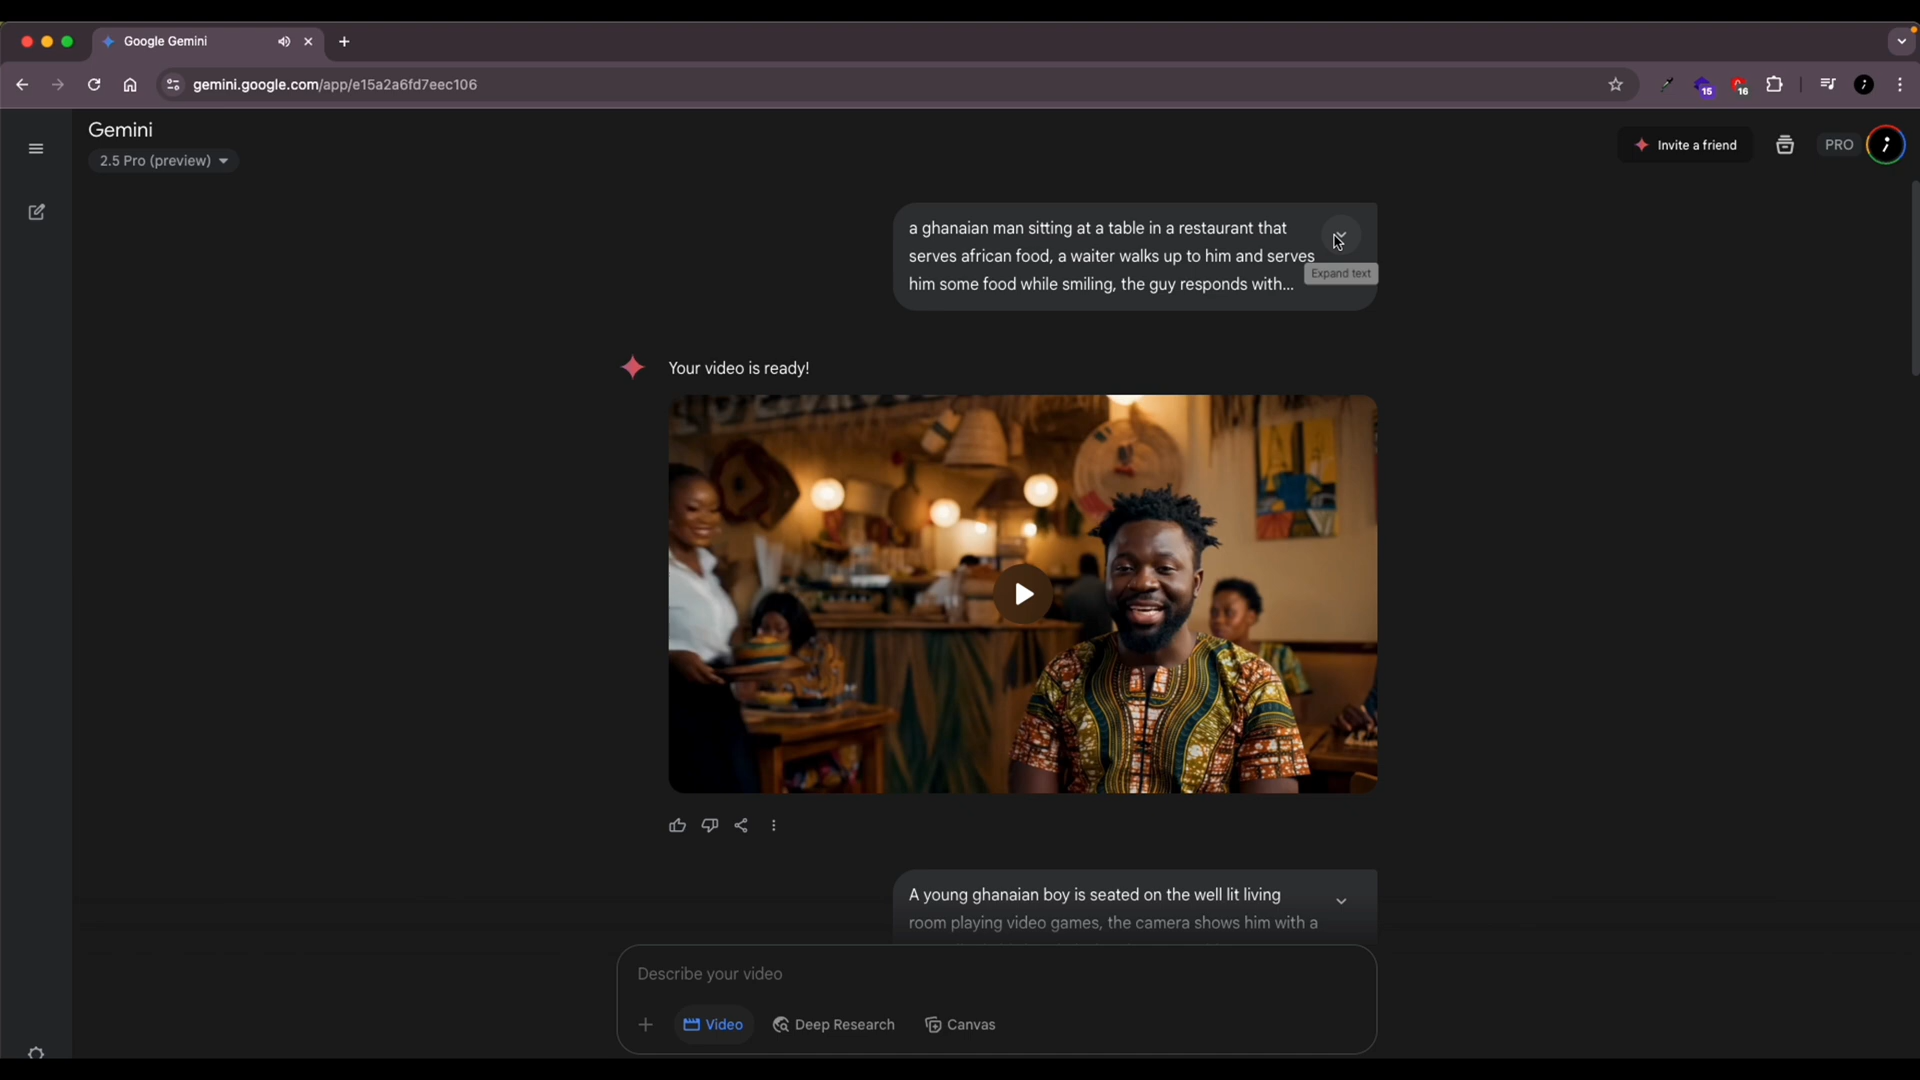 Google Gemini
gemini.google.com/app/e15a2a6fd7eec106
15
16
Gemini
2.5 Pro (preview)
Invite a friend
PRO
a ghanaian man sitting at a table in a restaurant that
serves african food, a waiter walks up to him and serves
him some food while smiling, the guy responds with...
Expand text
Your video is ready!
A young ghanaian boy is seated on the well lit living
room playing video games, the camera shows him with a
Describe your video
Video
Deep Research
Canvas